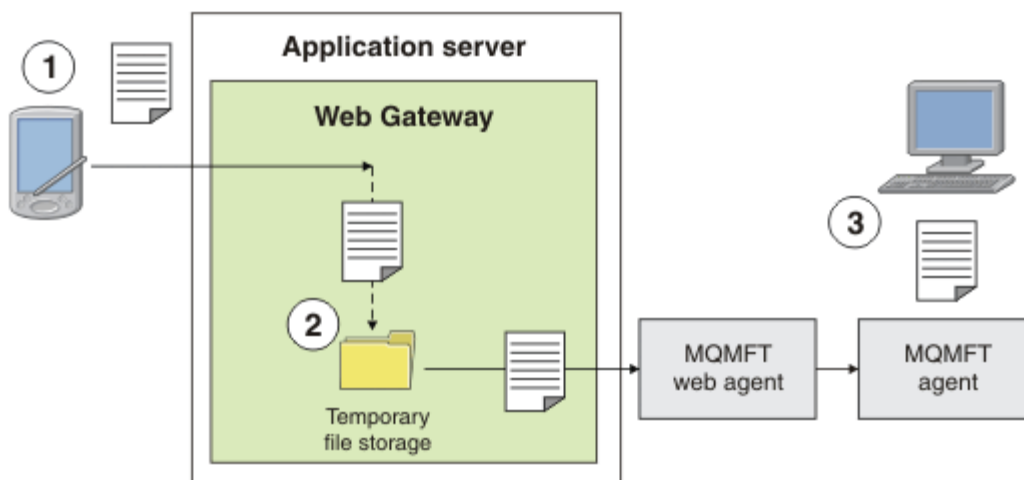 Application server
1
Web Gateway
3
2
MQMFT
web agent
MQMFT
agent
Temporary
file storage